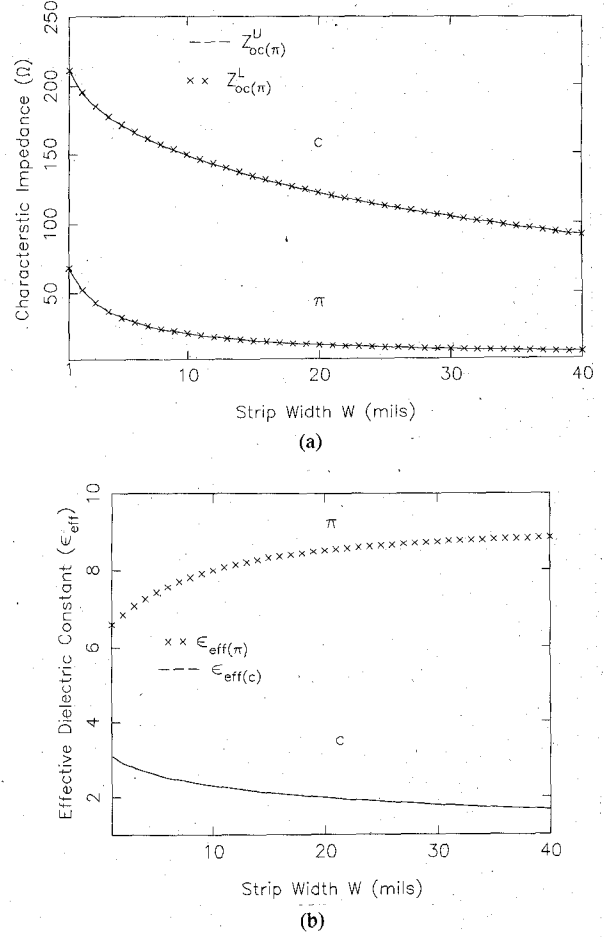 250
200
150
100
50
Characterstic Impedance (Ω)
— — — Z^U_oc(π)
× × Z^L_oc(π)
c
π
1 10 20 30 40
Strip Width W (mils)
(a)
10
8
6
4
2
Effective Dielectric Constant (ϵ_eff)
π
× × ϵ_eff(π)
— — — ϵ_eff(c)
c
10 20 30 40
Strip Width W (mils)
(b)